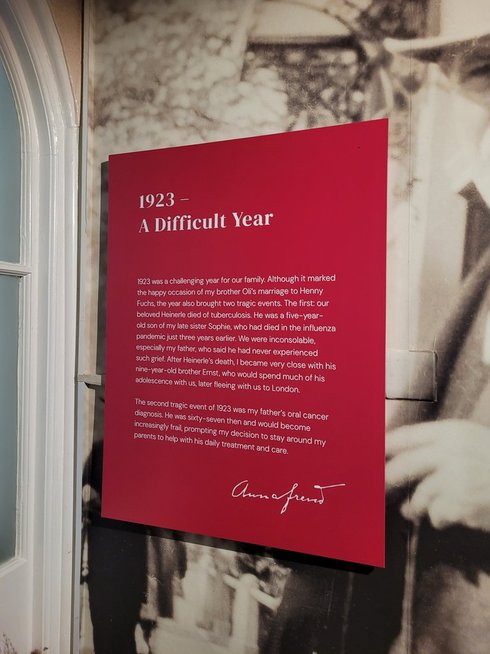 1923 –
A Difficult Year
1923 was a challenging year for our family. Although it marked
the happy occasion of my brother Oli's marriage to Henny
Fuchs, the year also brought two tragic events. The first: our
beloved Heinerle died of tuberculosis. He was a five-year-
old son of my late sister Sophie, who had died in the influenza
pandemic just three years earlier. We were inconsolable,
especially my father, who said he had never experienced
such grief. After Heinerle's death, I became very close with his
nine-year-old brother Ernst, who would spend much of his
adolescence with us, later fleeing with us to London.
The second tragic event of 1923 was my father's oral cancer
diagnosis. He was sixty-seven then and would become
increasingly frail, prompting my decision to stay around my
parents to help with his daily treatment and care.
Anna Freud